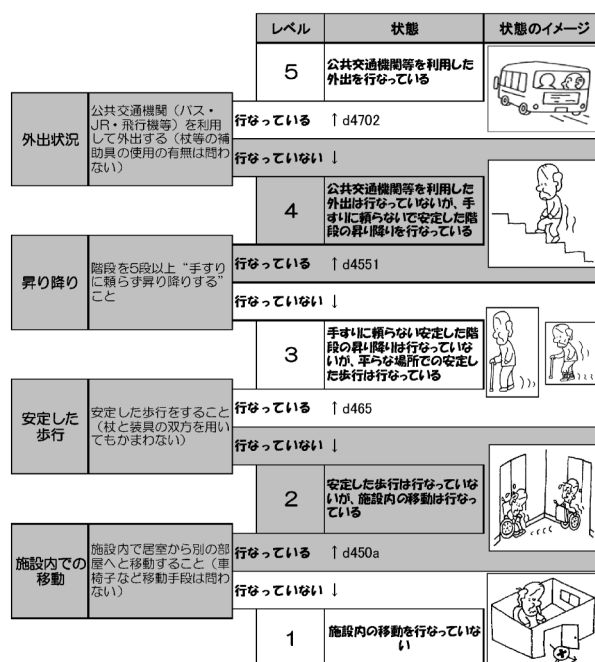 レベル 状態 状態のイメージ
5
公共交通機関等を利用した
外出を行なっている
外出状況
公共交通機関（バス・
JR・飛行機等）を利用
して外出する（杖等の補
助具の使用の有無は問わ
ない）
行なっている ↑ d4702
行なっていない ↓
4
公共交通機関等を利用した
外出は行なっていないが、手
すりに頼らないで安定した階
段の昇り降りを行なっている
昇り降り
階段を5段以上“手すり
に頼らず昇り降りする”
こと
行なっている ↑ d4551
行なっていない ↓
3
手すりに頼らない安定した階
段の昇り降りは行なっていな
いが、平らな場所での安定し
た歩行は行なっている
安定した
歩行
安定した歩行をすること
（杖と装具の双方を用い
てもかまわない）
行なっている ↑ d465
行なっていない ↓
2
安定した歩行は行なっていな
いが、施設内の移動は行なっ
ている
施設内での
移動
施設内で居室から別の部
屋へと移動すること（車
椅子など移動手段は問わ
ない）
行なっている ↑ d450a
行なっていない ↓
1
施設内の移動を行なっていな
い